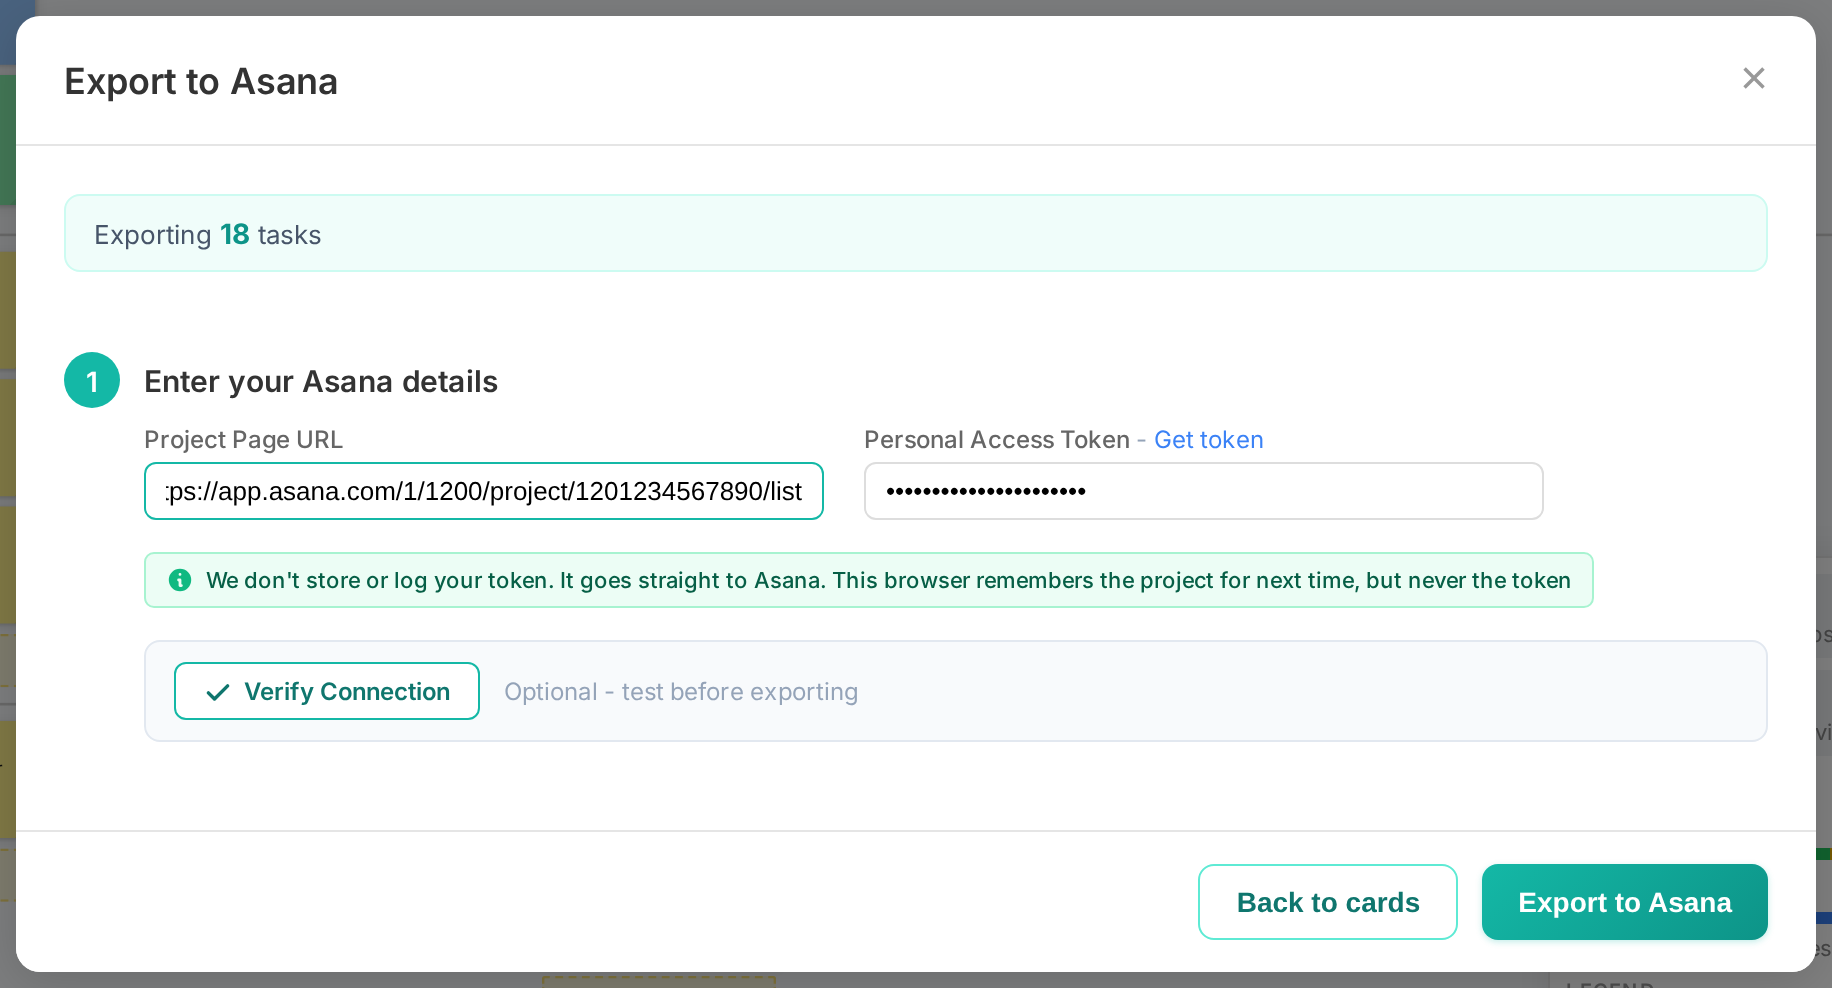 Export to Asana
Exporting 18 tasks
1 Enter your Asana details
Project Page URL
Personal Access Token - Get token
ps://app.asana.com/1/1200/project/1201234567890/list
••••••••••••••••••••••
We don't store or log your token. It goes straight to Asana. This browser remembers the project for next time, but never the token
Verify Connection
Optional - test before exporting
Back to cards
Export to Asana